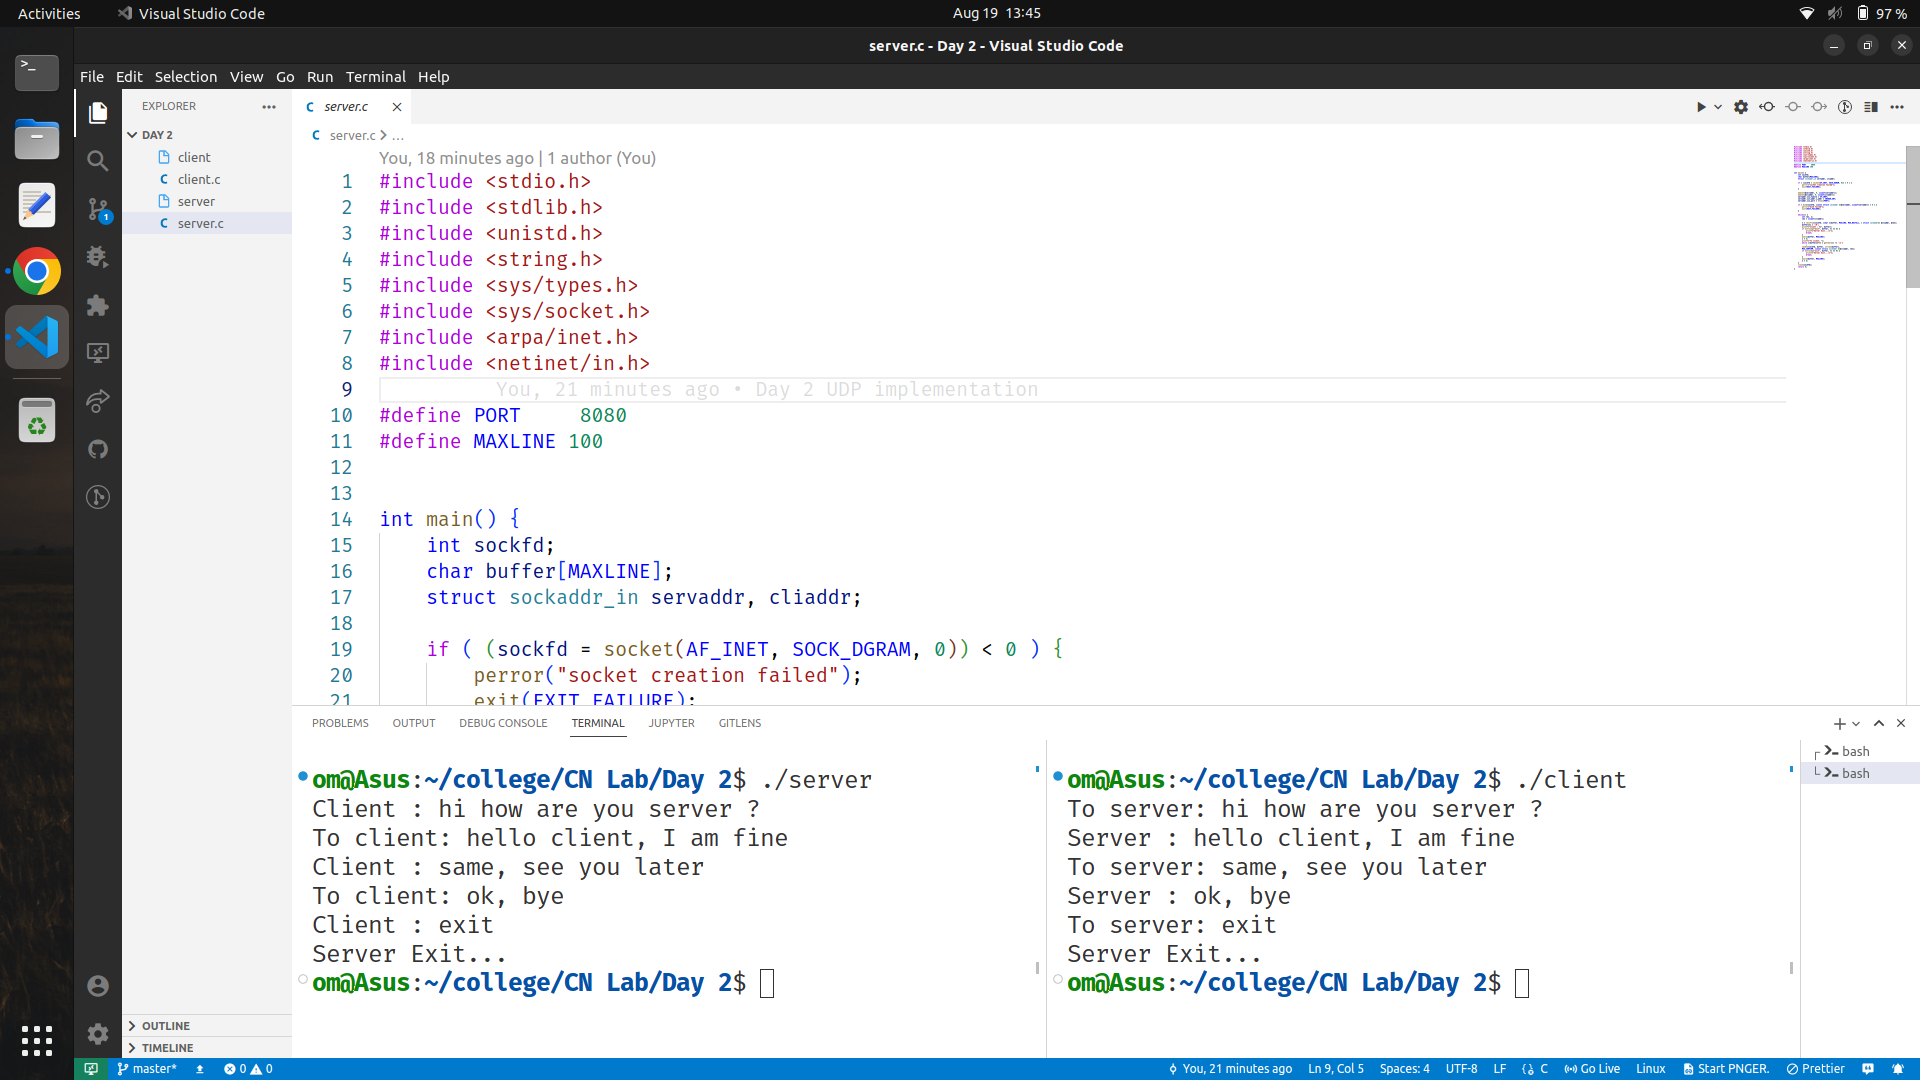 Activities
Visual Studio Code
Aug 19 13:45
97 %
server.c - Day 2 - Visual Studio Code
File Edit Selection View Go Run Terminal Help
EXPLORER
DAY 2
client
client.c
server
server.c
server.c
server.c > ...
You, 18 minutes ago | 1 author (You)
1 #include <stdio.h>
2 #include <stdlib.h>
3 #include <unistd.h>
4 #include <string.h>
5 #include <sys/types.h>
6 #include <sys/socket.h>
7 #include <arpa/inet.h>
8 #include <netinet/in.h>
9 You, 21 minutes ago • Day 2 UDP implementation
10 #define PORT 8080
11 #define MAXLINE 100
12
13
14 int main() {
15 int sockfd;
16 char buffer[MAXLINE];
17 struct sockaddr_in servaddr, cliaddr;
18
19 if ( (sockfd = socket(AF_INET, SOCK_DGRAM, 0)) < 0 ) {
20 perror("socket creation failed");
21 exit(EXIT_FAILURE);
PROBLEMS OUTPUT DEBUG CONSOLE TERMINAL JUPYTER GITLENS
om@Asus:~/college/CN Lab/Day 2$ ./server
Client : hi how are you server ?
To client: hello client, I am fine
Client : same, see you later
To client: ok, bye
Client : exit
Server Exit...
om@Asus:~/college/CN Lab/Day 2$
om@Asus:~/college/CN Lab/Day 2$ ./client
To server: hi how are you server ?
Server : hello client, I am fine
To server: same, see you later
Server : ok, bye
To server: exit
Server Exit...
om@Asus:~/college/CN Lab/Day 2$
bash
bash
OUTLINE
TIMELINE
master* 0 0
You, 21 minutes ago Ln 9, Col 5 Spaces: 4 UTF-8 LF {} C Go Live Linux Start PNGER. Prettier
1